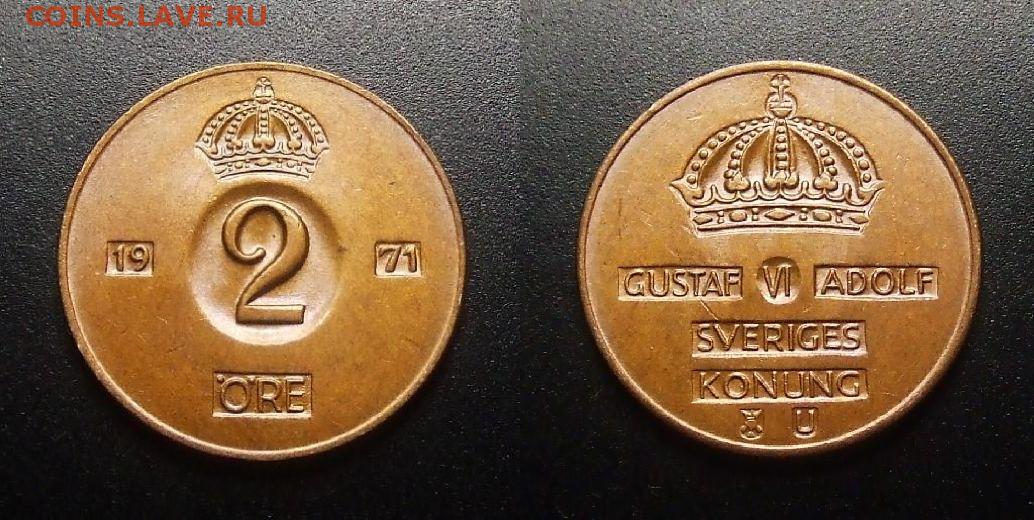 COINS.LAVE.RU
2
19 71
ÖRE
GUSTAF VI ADOLF
SVERIGES
KONUNG
U